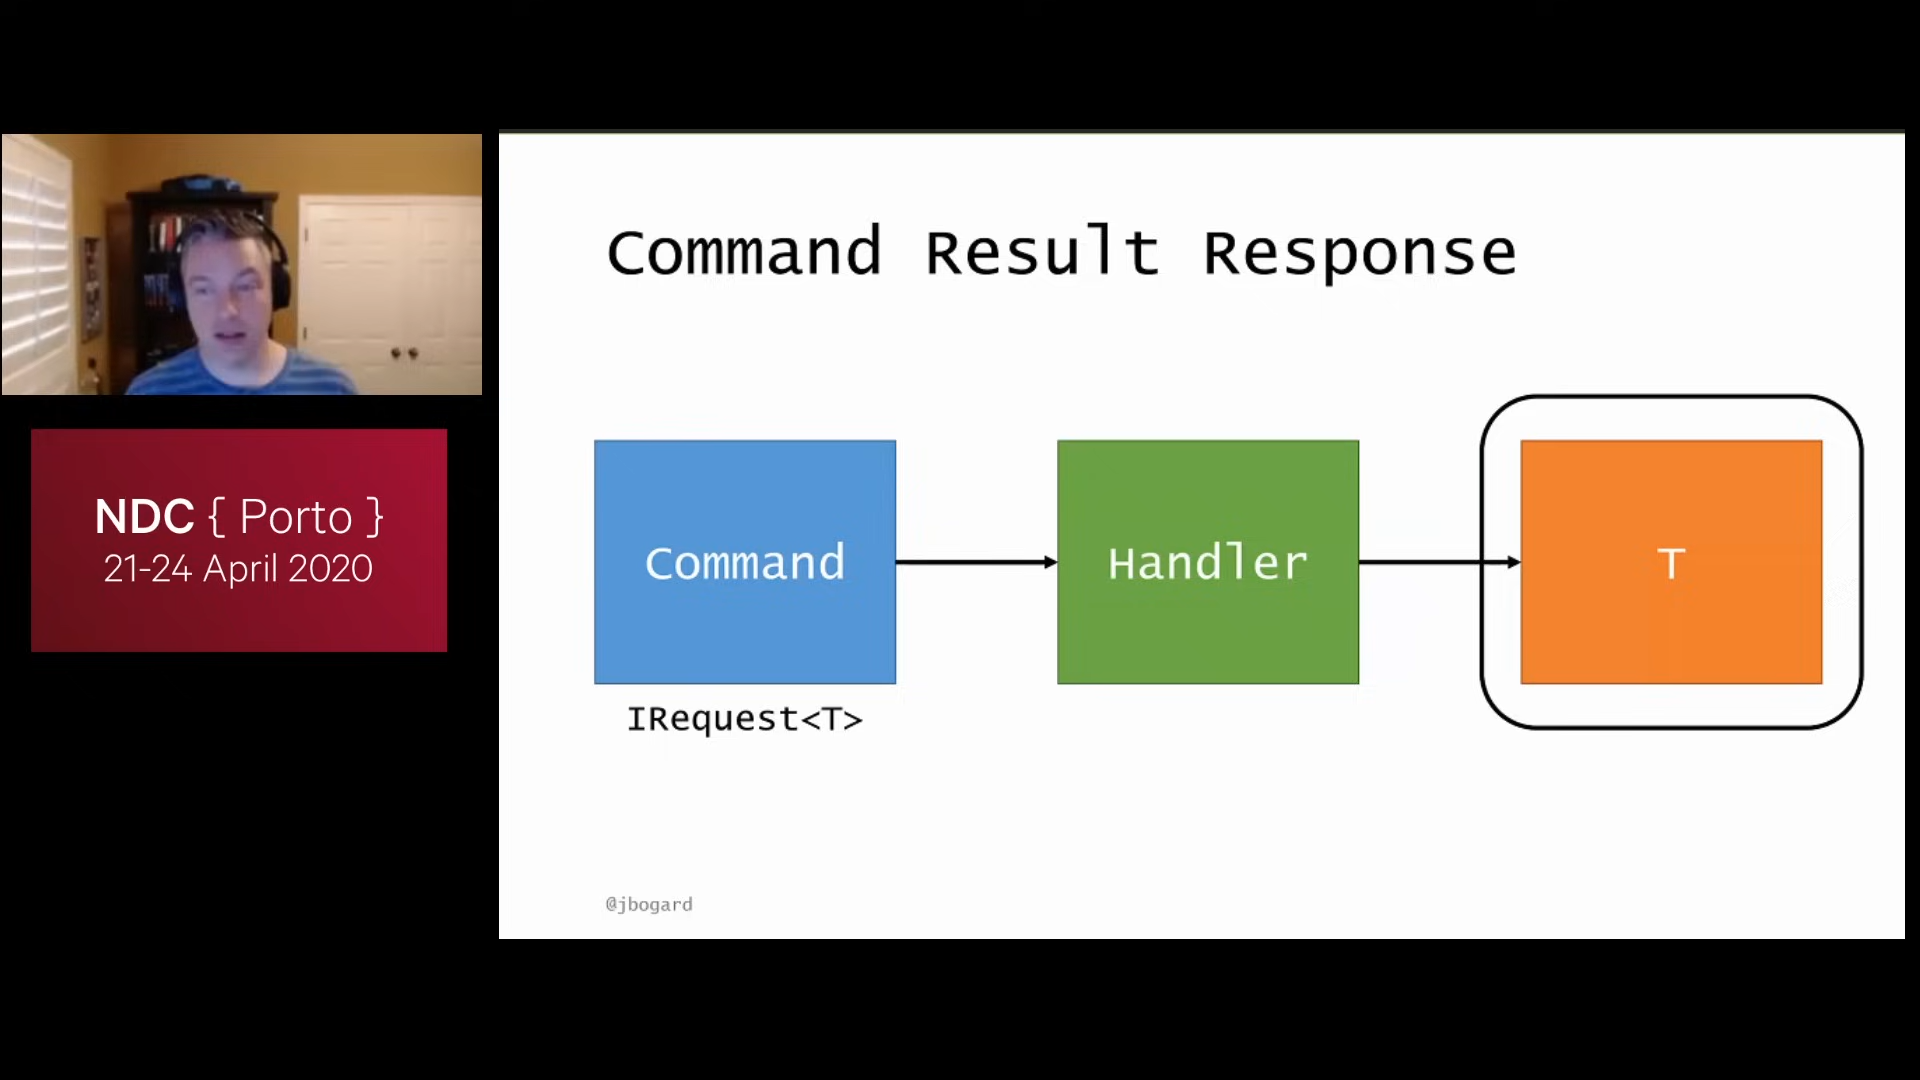 NDC { Porto }
21-24 April 2020
Command Result Response
Command
Handler
T
IRequest<T>
@jbogard